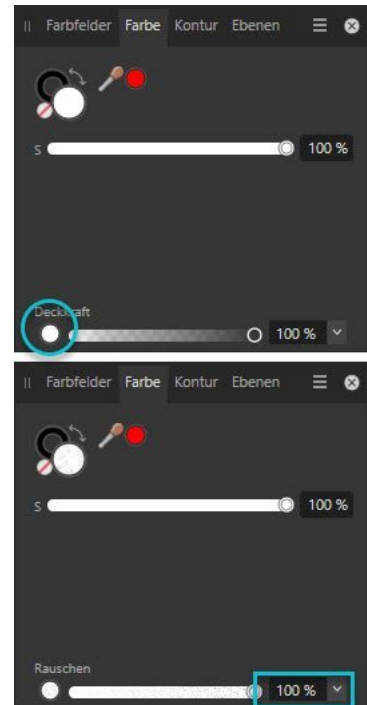 Farbfelder Farbe Kontur Ebenen
S 100 %
Deckkraft
100 %
Farbfelder Farbe Kontur Ebenen
S 100 %
Rauschen
100 %